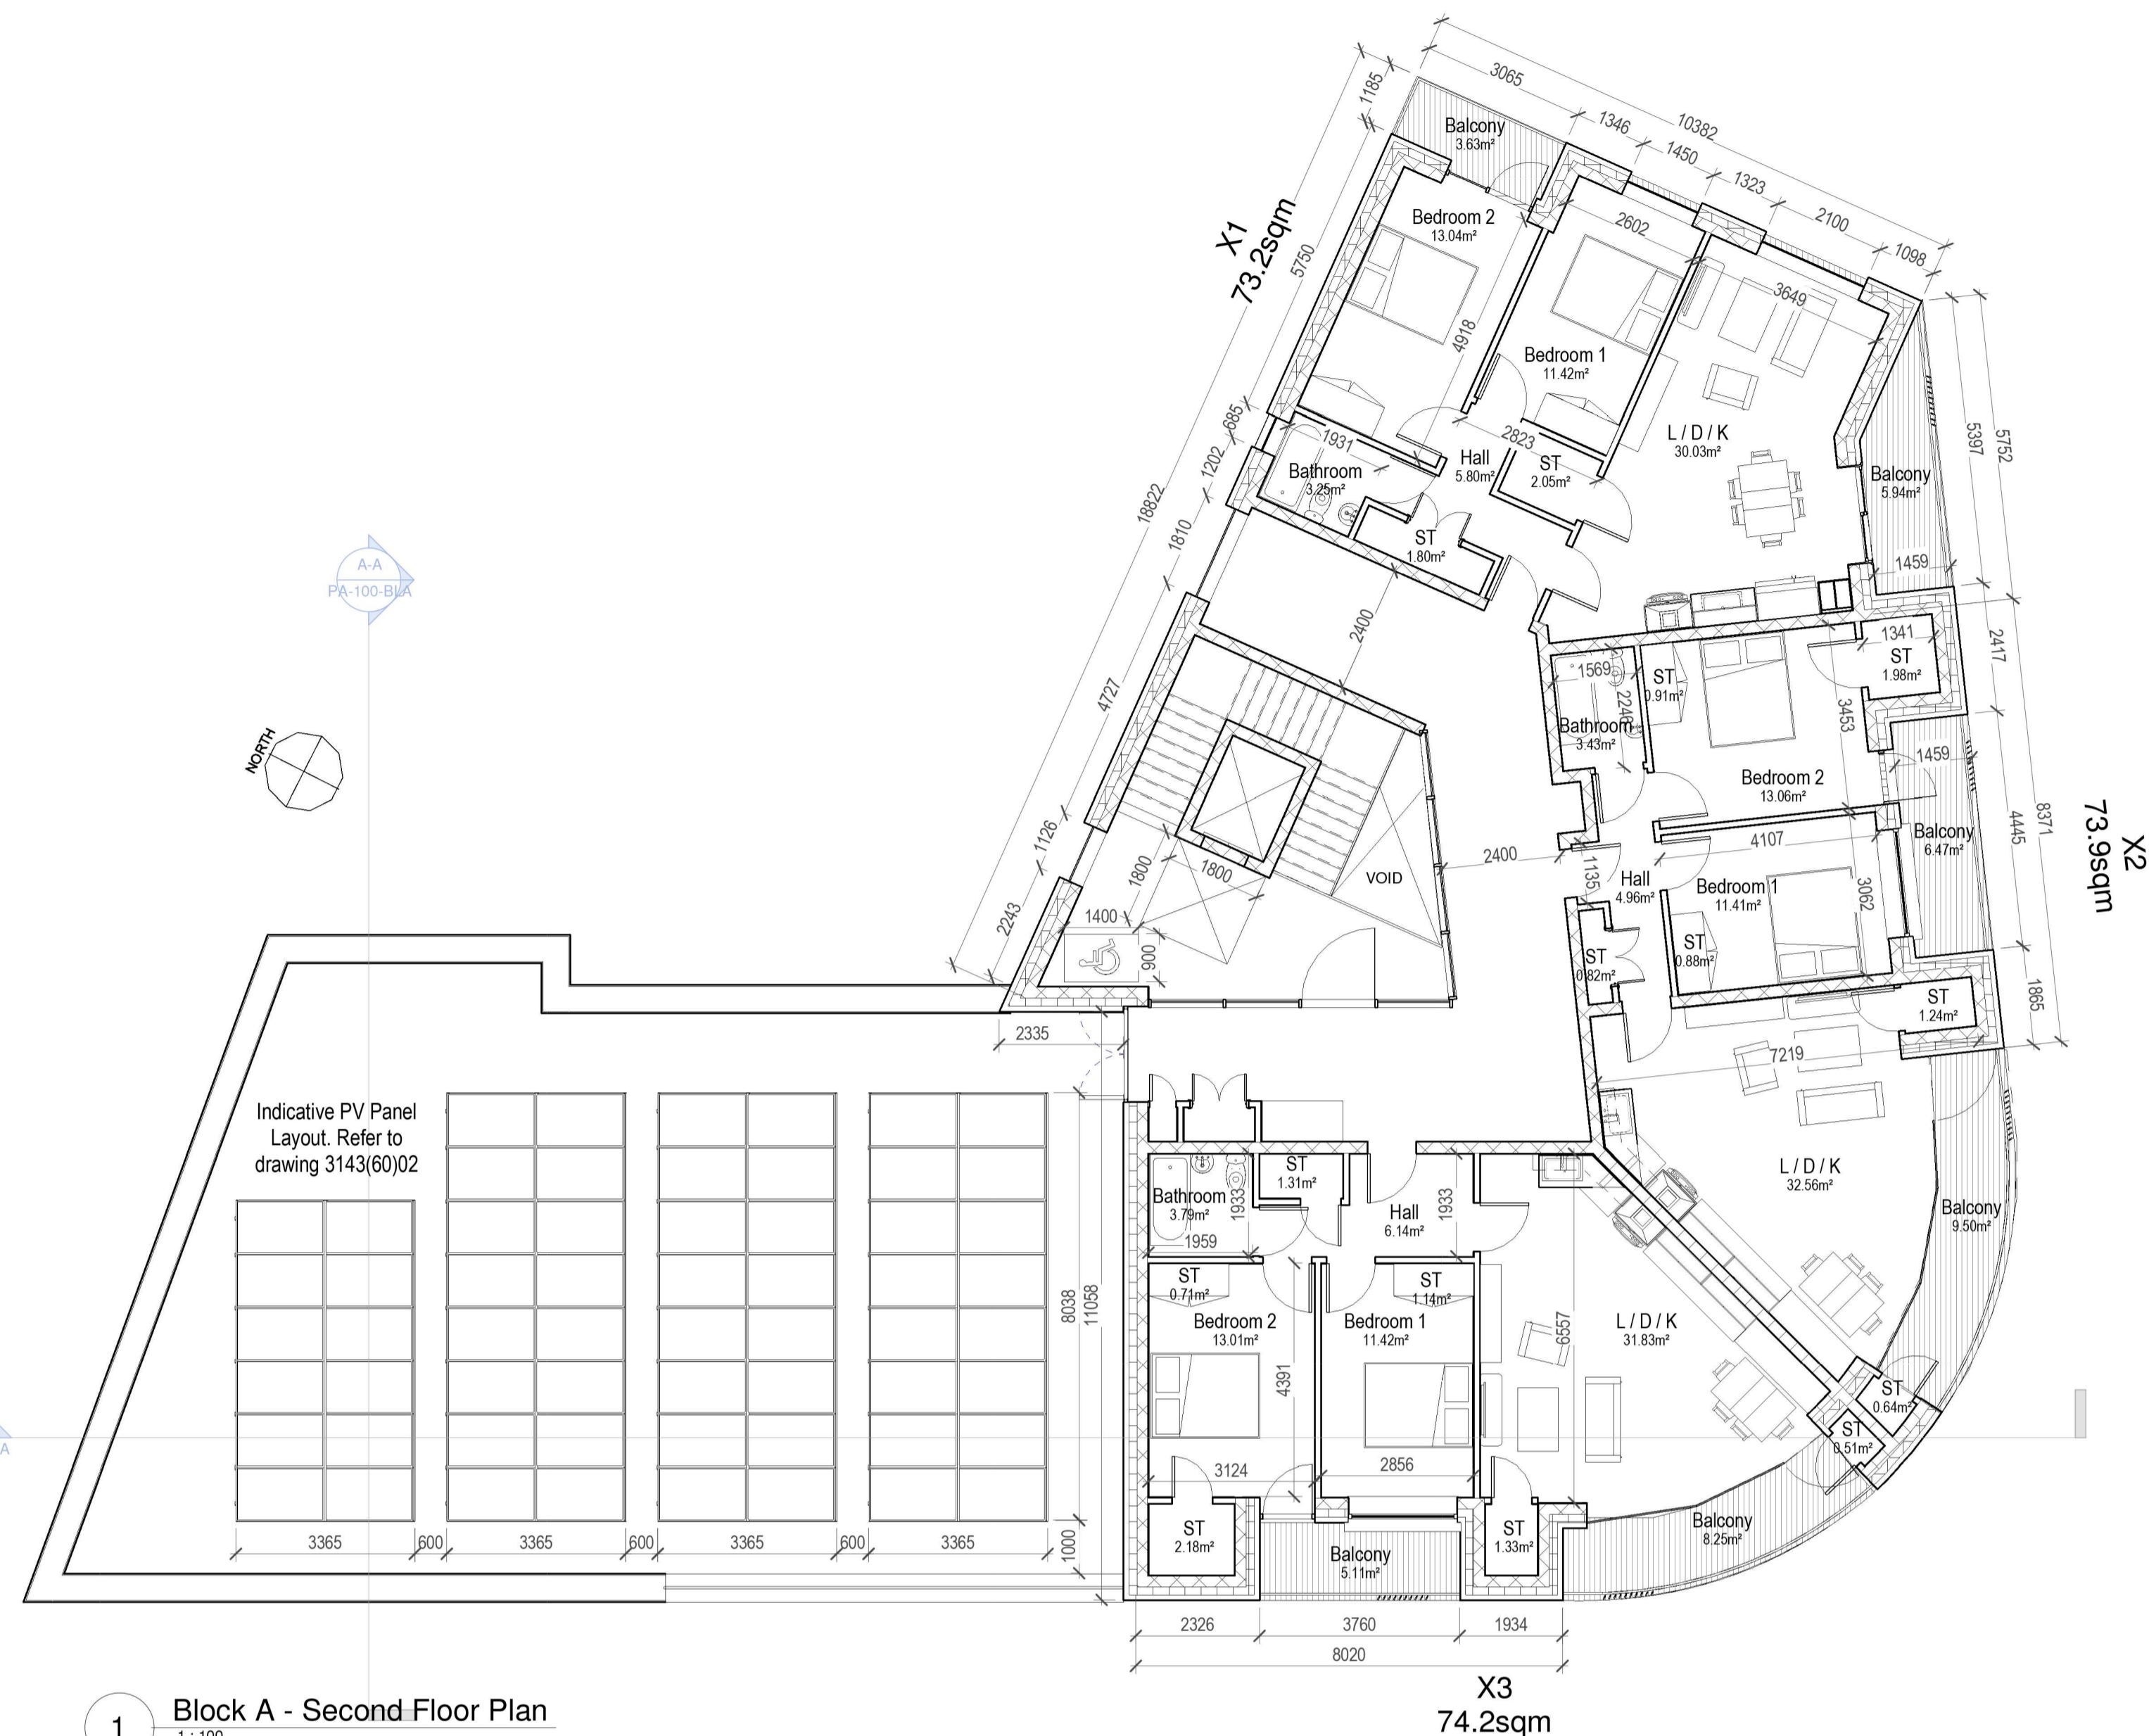 3065
1185
10382
1346
1450
1323
2100
1098
Balcony
3.63m²
X1
73.2sqm
5750
Bedroom 2
13.04m²
2602
3649
4918
Bedroom 1
11.42m²
685
1931
2823
L / D / K
30.03m²
5397
5752
1202
Bathroom
3.25m²
Hall
5.80m²
ST
2.05m²
Balcony
5.94m²
18822
1810
ST
1.80m²
1459
A-A
PA-100-BLA
2400
1341
ST
1.98m²
2417
1569
ST
0.91m²
2246
Bathroom
3.43m²
3453
4727
NORTH
1459
Bedroom 2
13.06m²
1126
1800
1800
VOID
2400
1135
4107
Balcony
6.47m²
4445
8371
X2
73.9sqm
Hall
4.96m²
Bedroom 1
11.41m²
3062
2243
1400
900
ST
0.82m²
ST
0.88m²
ST
1.24m²
1865
2335
7219
Indicative PV Panel
Layout. Refer to
drawing 3143(60)02
L / D / K
32.56m²
Bathroom
3.79m²
1933
1959
ST
1.31m²
Hall
6.14m²
1933
Balcony
9.50m²
ST
0.71m²
ST
1.14m²
8038
11058
Bedroom 2
13.01m²
Bedroom 1
11.42m²
L / D / K
31.83m²
6557
4391
ST
0.64m²
ST
0.51m²
A
3124
2856
ST
2.18m²
ST
1.33m²
Balcony
8.25m²
Balcony
5.11m²
3365
600
3365
600
3365
600
3365
1000
2326
3760
1934
8020
X3
74.2sqm
1
Block A - Second Floor Plan
1 : 100